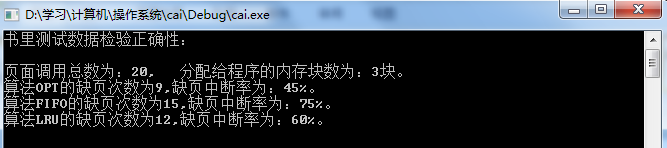 D:\学习\计算机\操作系统\cai\Debug\cai.exe
书里测试数据检验正确性：
页面调用总数为：20,   分配给程序的内存块数为：3块。
算法OPT的缺页次数为9,缺页中断率为：45%。
算法FIFO的缺页次数为15,缺页中断率为：75%。
算法LRU的缺页次数为12,缺页中断率为：60%。